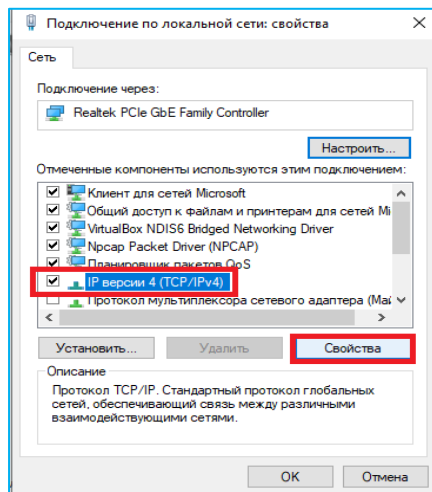 Подключение по локальной сети: свойства
Сеть
Подключение через:
Realtek PCIe GbE Family Controller
Настроить...
Отмеченные компоненты используются этим подключением:
Клиент для сетей Microsoft
Общий доступ к файлам и принтерам для сетей Mi
VirtualBox NDIS6 Bridged Networking Driver
Npcap Packet Driver (NPCAP)
Планировщик пакетов QoS
IP версии 4 (TCP/IPv4)
Протокол мультиплексора сетевого адаптера (Май
Установить... Удалить Свойства
Описание
Протокол TCP/IP. Стандартный протокол глобальных
сетей, обеспечивающий связь между различными
взаимодействующими сетями.
OK Отмена